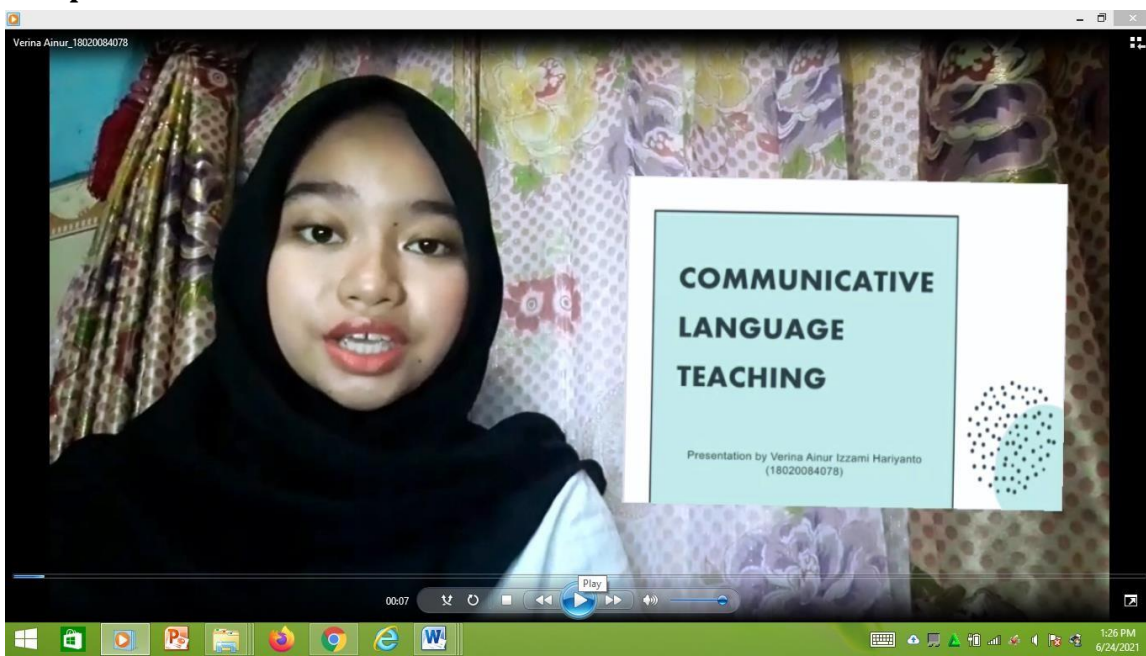 Verina Ainur_18020084078
COMMUNICATIVE
LANGUAGE
TEACHING
Presentation by Verina Ainur Izzami Hariyanto
(18020084078)
Play
00:07
1:26 PM
6/24/2021